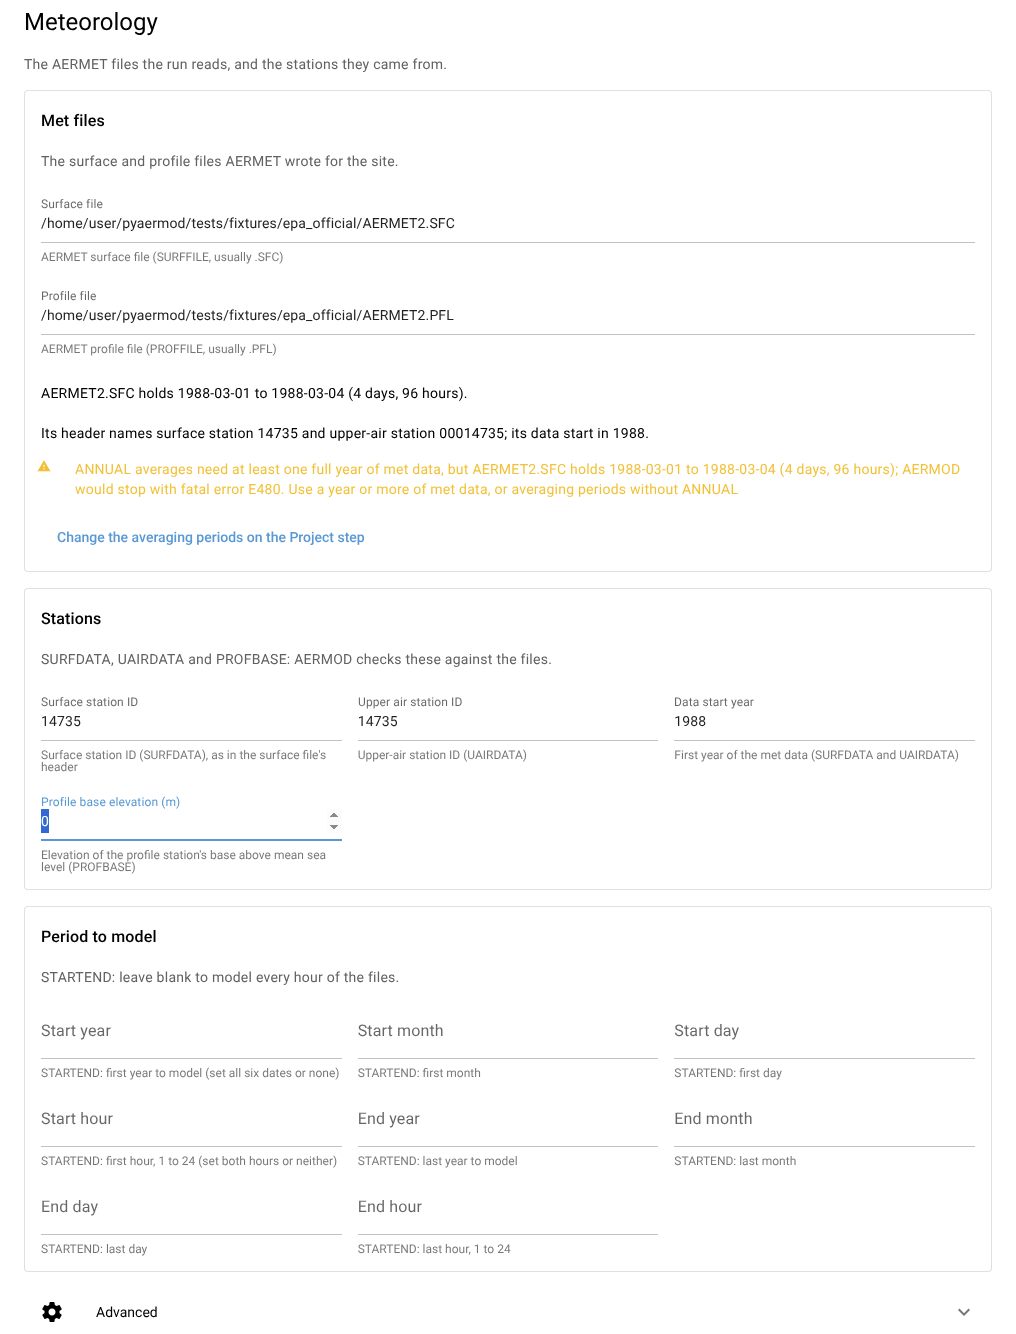 Meteorology
The AERMET files the run reads, and the stations they came from.
Met files
The surface and profile files AERMET wrote for the site.
Surface file
/home/user/pyaermod/tests/fixtures/epa_official/AERMET2.SFC
AERMET surface file (SURFFILE, usually .SFC)
Profile file
/home/user/pyaermod/tests/fixtures/epa_official/AERMET2.PFL
AERMET profile file (PROFFILE, usually .PFL)
AERMET2.SFC holds 1988-03-01 to 1988-03-04 (4 days, 96 hours).
Its header names surface station 14735 and upper-air station 00014735; its data start in 1988.
ANNUAL averages need at least one full year of met data, but AERMET2.SFC holds 1988-03-01 to 1988-03-04 (4 days, 96 hours); AERMOD
would stop with fatal error E480. Use a year or more of met data, or averaging periods without ANNUAL
Change the averaging periods on the Project step
Stations
SURFDATA, UAIRDATA and PROFBASE: AERMOD checks these against the files.
Surface station ID
14735
Surface station ID (SURFDATA), as in the surface file's
header
Upper air station ID
14735
Upper-air station ID (UAIRDATA)
Data start year
1988
First year of the met data (SURFDATA and UAIRDATA)
Profile base elevation (m)
0
Elevation of the profile station's base above mean sea
level (PROFBASE)
Period to model
STARTEND: leave blank to model every hour of the files.
Start year
STARTEND: first year to model (set all six dates or none)
Start month
STARTEND: first month
Start day
STARTEND: first day
Start hour
STARTEND: first hour, 1 to 24 (set both hours or neither)
End year
STARTEND: last year to model
End month
STARTEND: last month
End day
STARTEND: last day
End hour
STARTEND: last hour, 1 to 24
Advanced